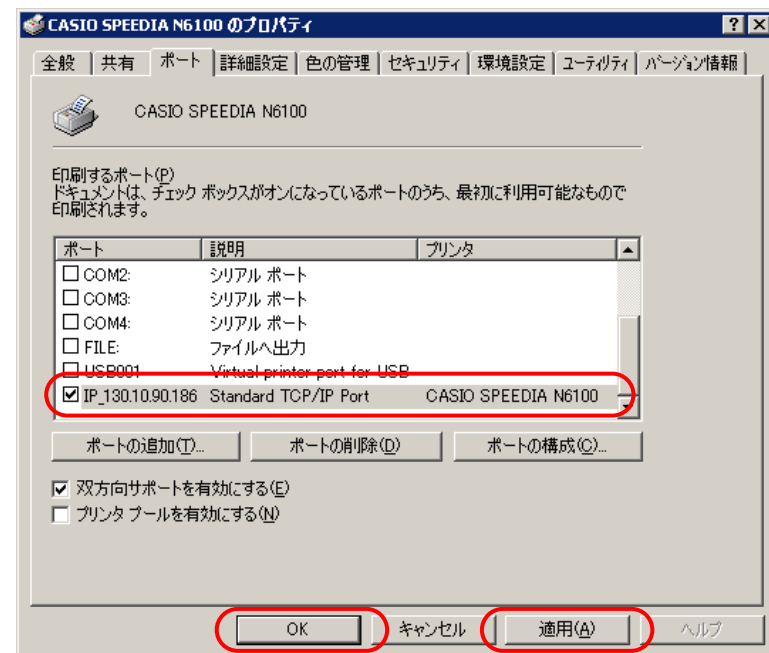 CASIO SPEEDIA N6100 のプロパティ
全般 共有 ポート 詳細設定 色の管理 セキュリティ 環境設定 ユーティリティ バージョン情報
CASIO SPEEDIA N6100
印刷するポート(P)
ドキュメントは、チェック ボックスがオンになっているポートのうち、最初に利用可能なもので
印刷されます。
ポート 説明 プリンタ
COM2: シリアル ポート
COM3: シリアル ポート
COM4: シリアル ポート
FILE: ファイルへ出力
USB001 Virtual printer port for USB
IP_130.10.90.186 Standard TCP/IP Port CASIO SPEEDIA N6100
ポートの追加(T)... ポートの削除(D) ポートの構成(C)...
双方向サポートを有効にする(E)
プリンタ プールを有効にする(N)
OK キャンセル 適用(A) ヘルプ